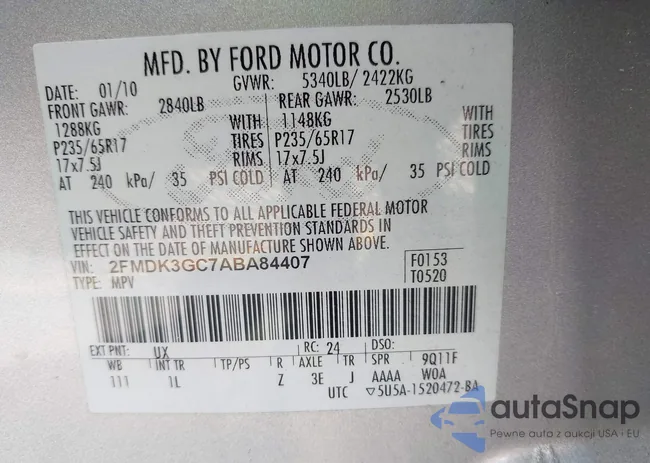 MFD. BY FORD MOTOR CO.
DATE: 01/10 GVWR: 5340LB/ 2422KG
FRONT GAWR: 2840LB REAR GAWR: 2530LB
1288KG WITH 1148KG WITH
P235/65R17 TIRES P235/65R17 TIRES
17x7.5J RIMS 17x7.5J RIMS
AT 240 kPa/ 35 PSI COLD AT 240 kPa/ 35 PSI COLD
THIS VEHICLE CONFORMS TO ALL APPLICABLE FEDERAL MOTOR
VEHICLE SAFETY AND THEFT PREVENTION STANDARDS IN
EFFECT ON THE DATE OF MANUFACTURE SHOWN ABOVE.
VIN: 2FMDK3GC7ABA84407 F0153
TYPE: MPV T0520
EXT PNT: UX RC: 24 DSO:
WB INT TR TP/PS R AXLE TR SPR 9Q11F
111 1L Z 3E J AAAA WOA
UTC ▽5U5A-1520472-BA
autaSnap
Pewne auta z aukcji USA · EU